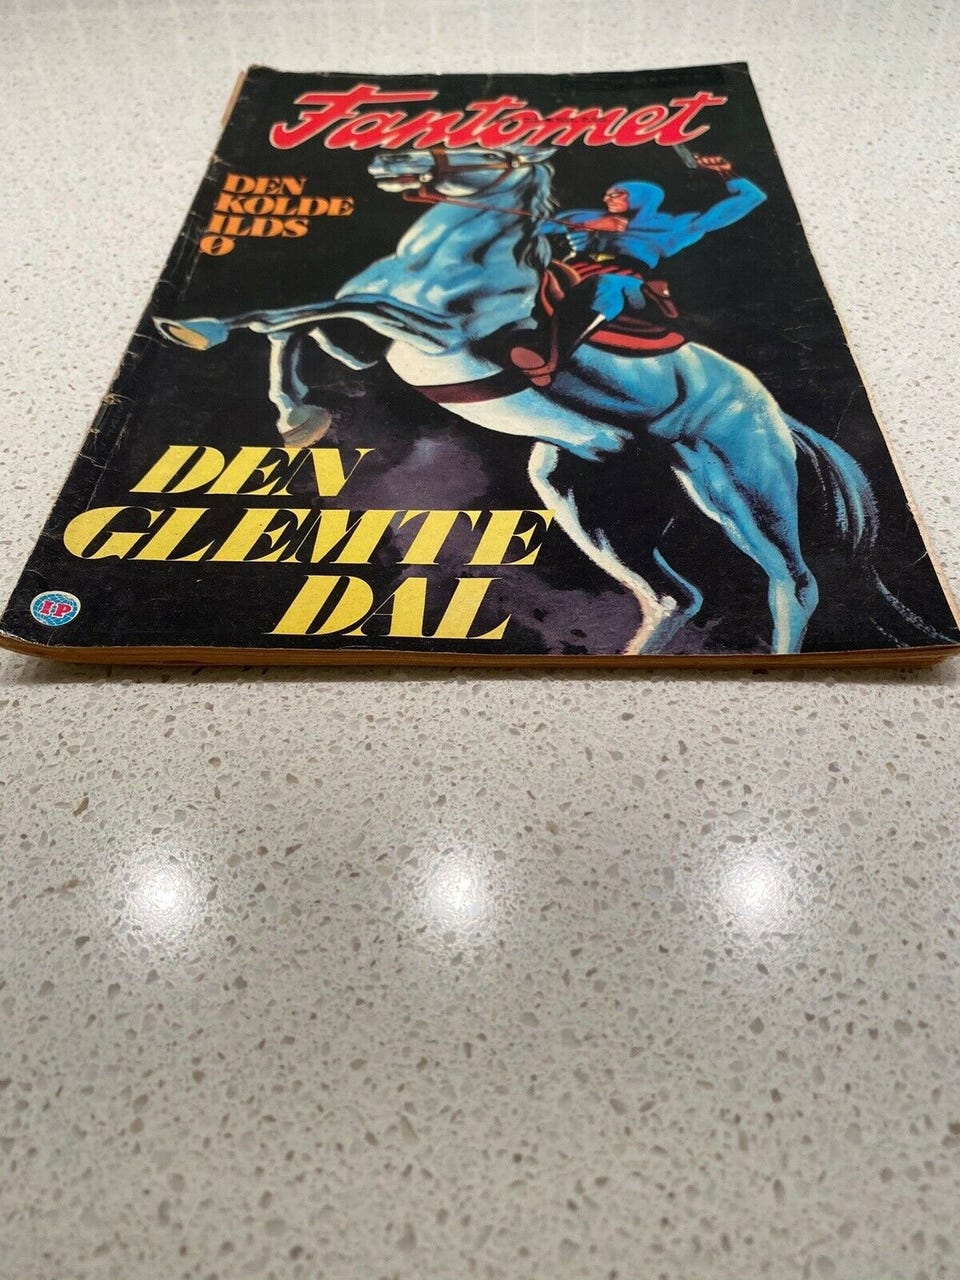 Fantomet
DEN
KOLDE
ILDS
Ø
DEN
GLEMTE
DAL
I-P